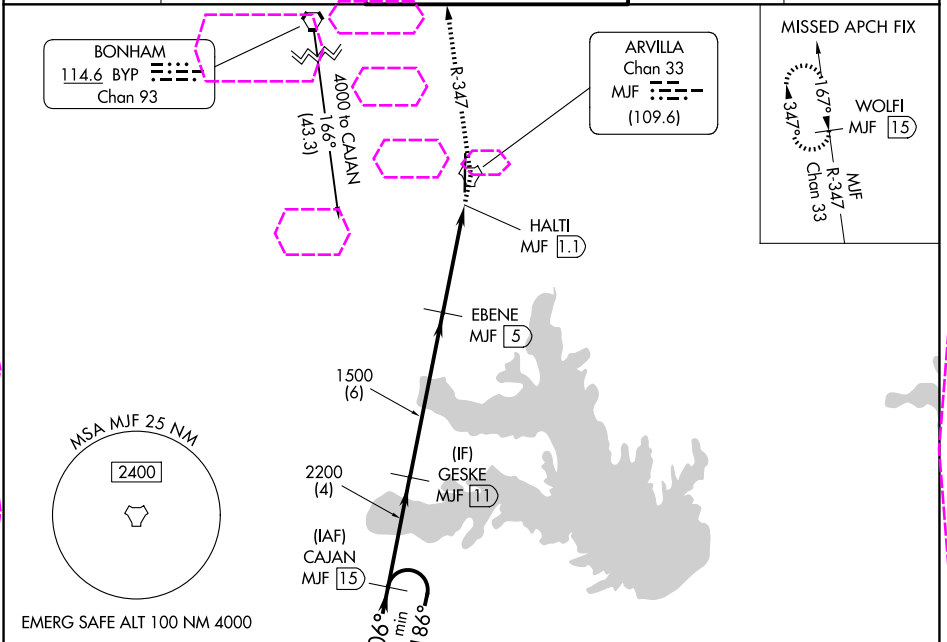 BONHAM
114.6 BYP
Chan 93
4000 to CAJAN
166°
(43.3)
R-347
ARVILLA
Chan 33
MJF
(109.6)
MISSED APCH FIX
347°
167°
WOLFI
MJF 15
MJF
R-347
Chan 33
HALTI
MJF 1.1
EBENE
MJF 5
1500
(6)
(IF)
GESKE
MJF 11
2200
(4)
(IAF)
CAJAN
MJF 15
MSA MJF 25 NM
2400
EMERG SAFE ALT 100 NM 4000
06°
min
86°